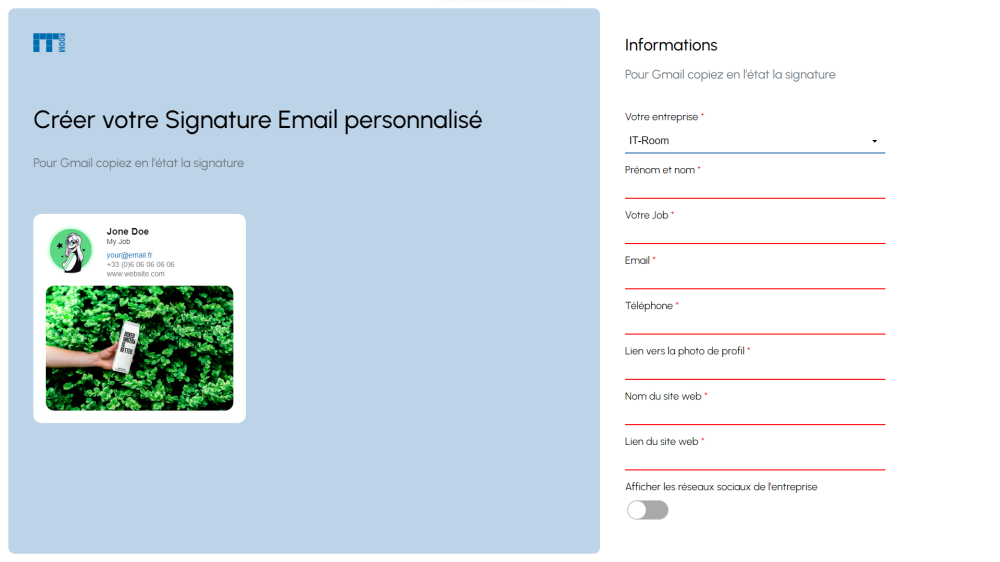 IT
ROOM
Créer votre Signature Email personnalisé
Pour Gmail copiez en l'état la signature
Jone Doe
My Job
your@email.fr
+33 (0)6 06 06 06 06
www.website.com
Informations
Pour Gmail copiez en l'état la signature
Votre entreprise *
IT-Room
Prénom et nom *
Votre Job *
Email *
Téléphone *
Lien vers la photo de profil *
Nom du site web *
Lien du site web *
Afficher les réseaux sociaux de l'entreprise